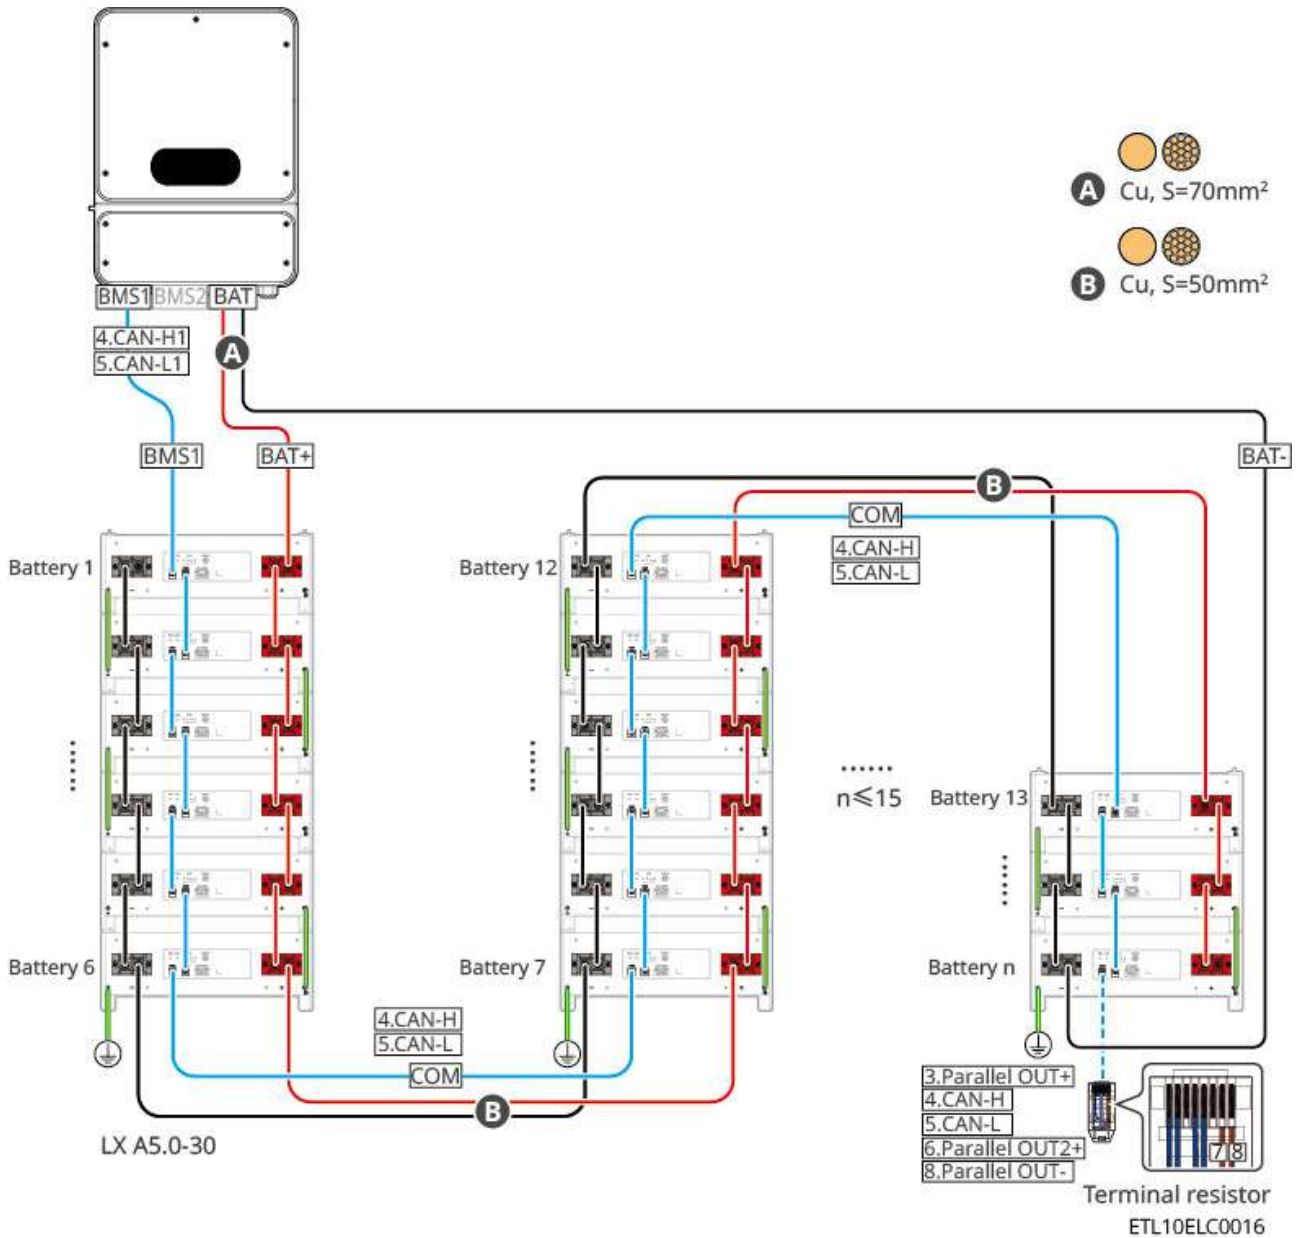 A Cu, S=70mm²
B Cu, S=50mm²
BMS1 BMS2 BAT
4.CAN-H1
5.CAN-L1
A
BMS1
BAT+
BAT-
B
COM
4.CAN-H
5.CAN-L
Battery 1
Battery 12
n≤15
Battery 13
Battery 6
Battery 7
Battery n
4.CAN-H
5.CAN-L
COM
B
LX A5.0-30
3.Parallel OUT+
4.CAN-H
5.CAN-L
6.Parallel OUT2+
8.Parallel OUT-
7 8
Terminal resistor
ETL10ELC0016